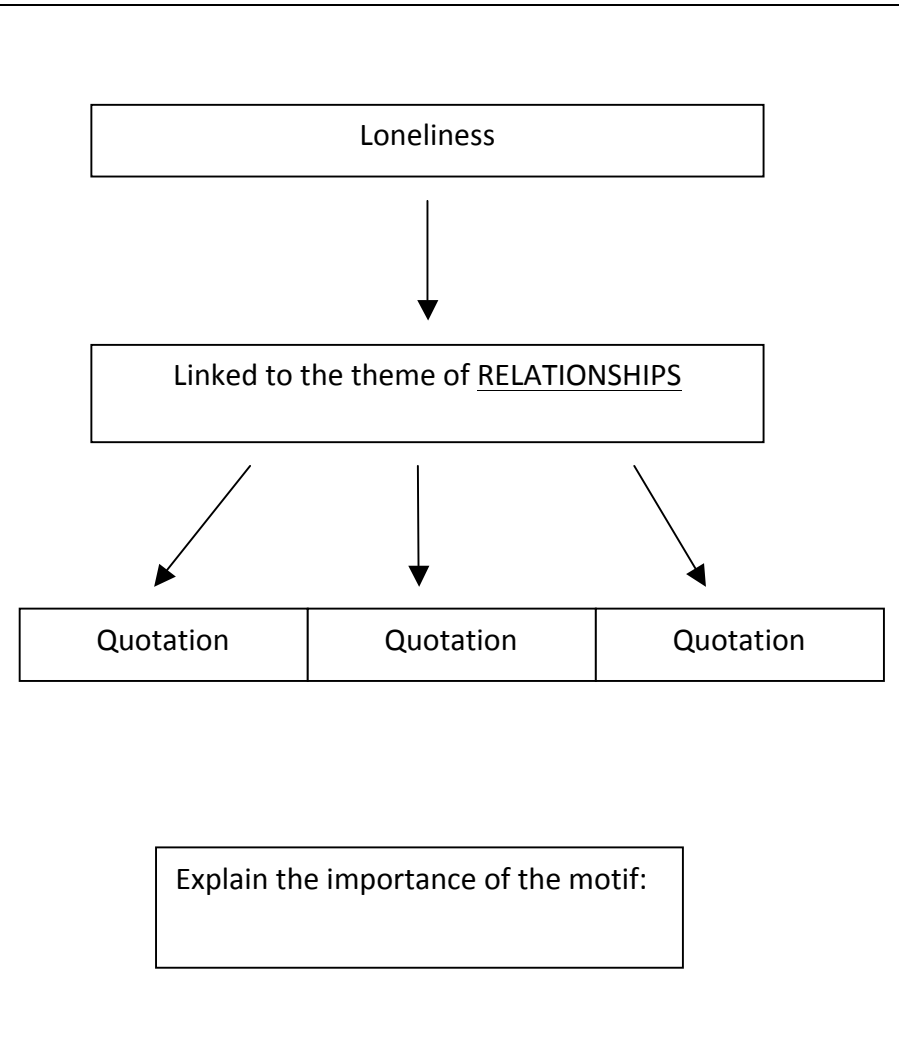 Loneliness
Linked to the theme of RELATIONSHIPS
Quotation
Quotation
Quotation
Explain the importance of the motif: